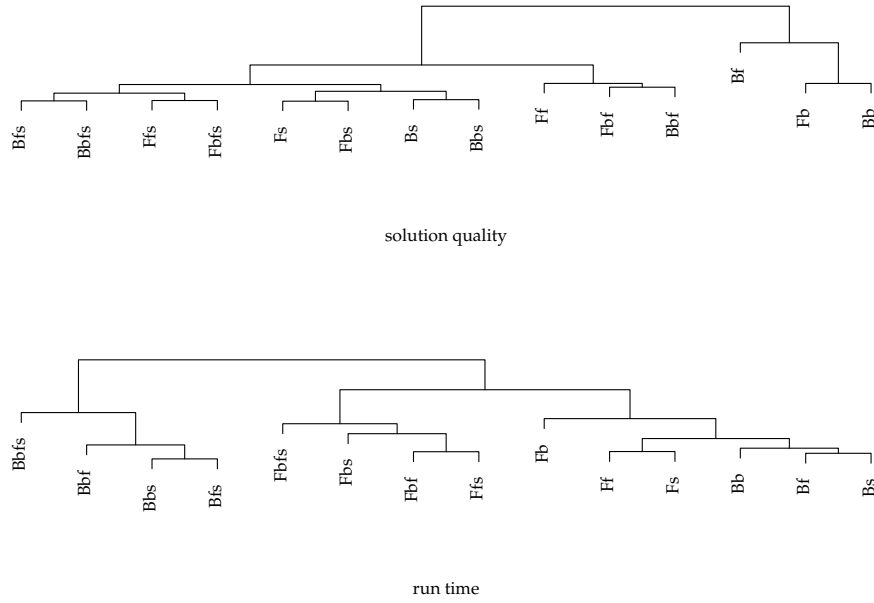 Bfs
Bbfs
Ffs
Fbfs
Fs
Fbs
Bs
Bbs
Ff
Fbf
Bbf
Bf
Fb
Bb
solution quality
Bbfs
Bbf
Bbs
Bfs
Fbfs
Fbs
Fbf
Ffs
Fb
Ff
Fs
Bb
Bf
Bs
run time